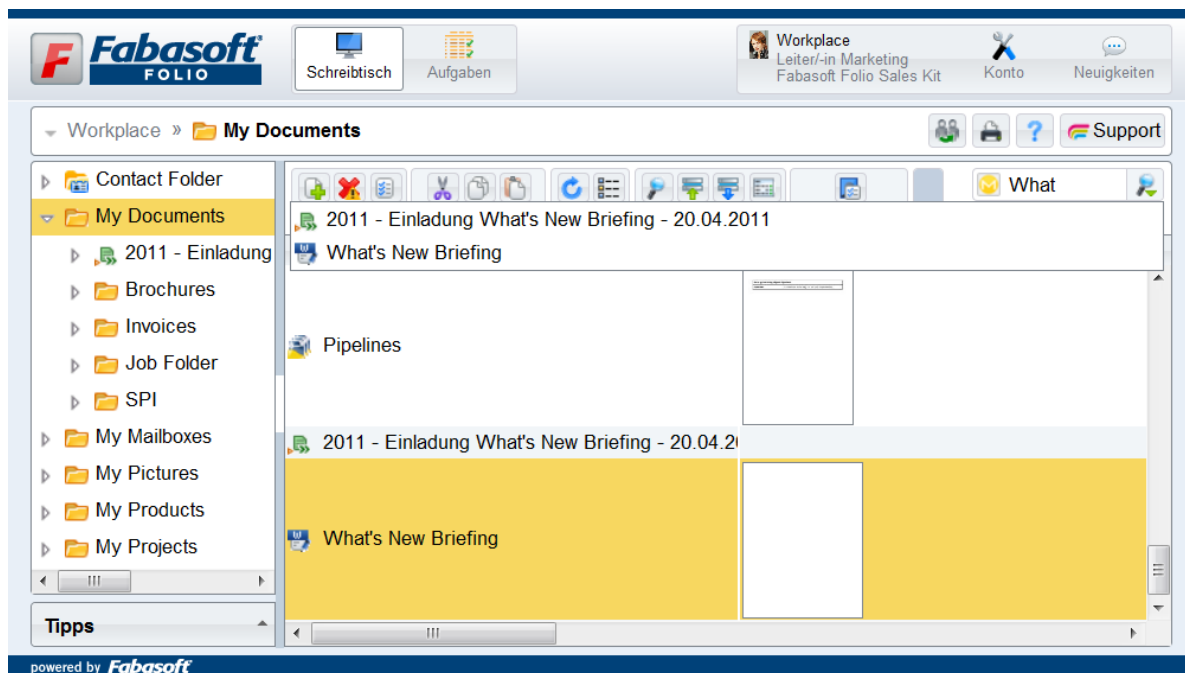 Fabasoft
FOLIO
Schreibtisch
Aufgaben
Workplace
Leiter/-in Marketing
Fabasoft Folio Sales Kit
Konto
Neuigkeiten
Workplace » My Documents
Support
Contact Folder
My Documents
2011 - Einladung
Brochures
Invoices
Job Folder
SPI
My Mailboxes
My Pictures
My Products
My Projects
Tipps
What
2011 - Einladung What's New Briefing - 20.04.2011
What's New Briefing
Pipelines
2011 - Einladung What's New Briefing - 20.04.2
What's New Briefing
powered by Fabasoft